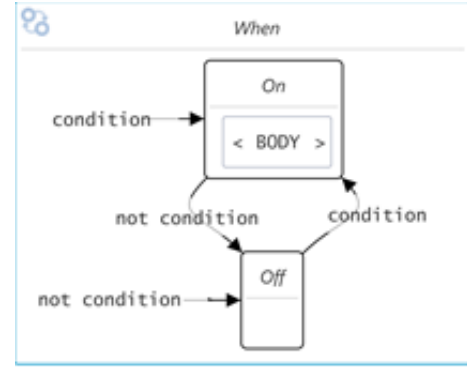 When
On
condition
< BODY >
not condition
condition
Off
not condition